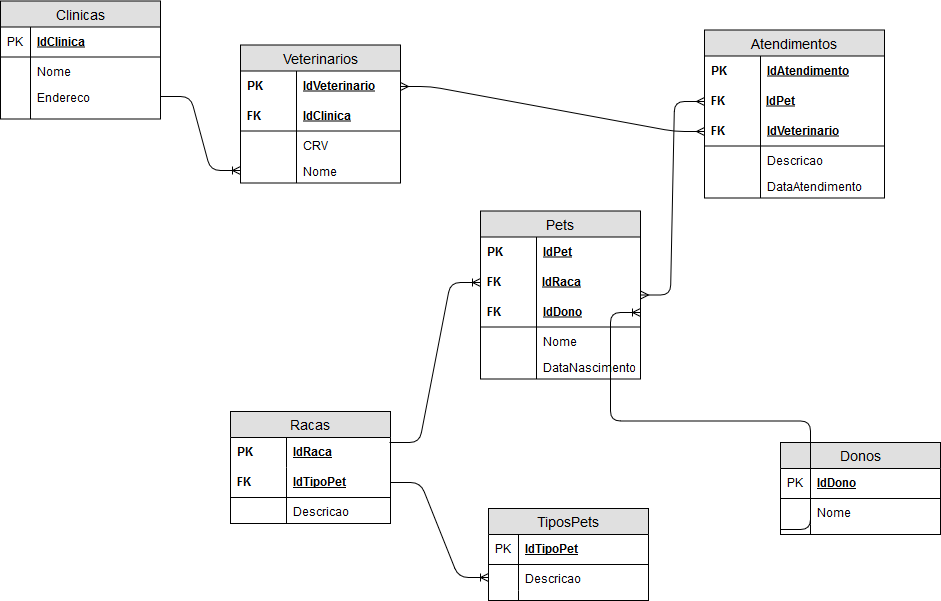 Clinicas
PK IdClinica
Nome
Endereco
Veterinarios
PK IdVeterinario
FK IdClinica
CRV
Nome
Atendimentos
PK IdAtendimento
FK IdPet
FK IdVeterinario
Descricao
DataAtendimento
Pets
PK IdPet
FK IdRaca
FK IdDono
Nome
DataNascimento
Racas
PK IdRaca
FK IdTipoPet
Descricao
Donos
PK IdDono
Nome
TiposPets
PK IdTipoPet
Descricao